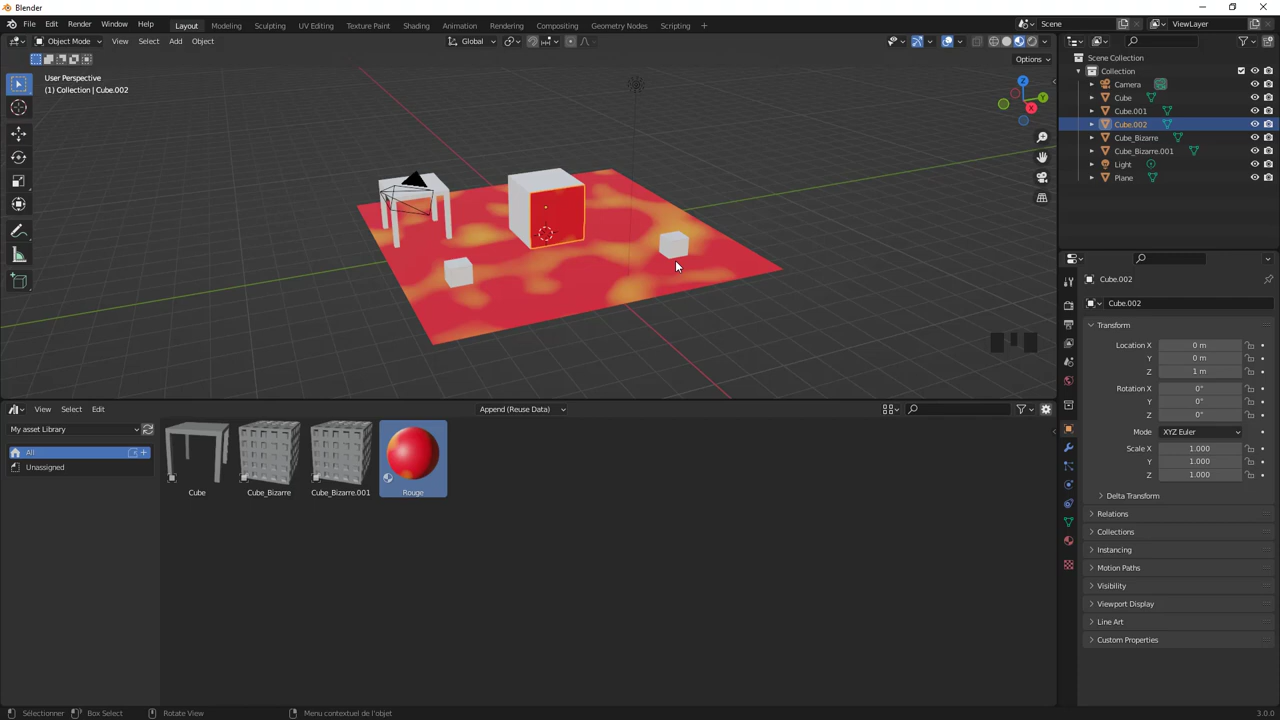 Blender
File Edit Render Window Help Layout Modeling Sculpting UV Editing Texture Paint Shading Animation Rendering Compositing Geometry Nodes Scripting + Scene ViewLayer
Object Mode View Select Add Object Global
Options
User Perspective
(1) Collection | Cube.002
Z
Y
X
Scene Collection
Collection
Camera
Cube
Cube.001
Cube.002
Cube_Bizarre
Cube_Bizarre.001
Light
Plane
Cube.002
Cube.002
Transform
Location X 0 m
Y 0 m
Z 1 m
Rotation X 0°
Y 0°
Z 0°
Mode XYZ Euler
Scale X 1.000
Y 1.000
Z 1.000
Delta Transform
Relations
Collections
Instancing
Motion Paths
Visibility
Viewport Display
Line Art
Custom Properties
View Select Edit Append (Reuse Data)
My asset Library
All
Unassigned
Cube Cube_Bizarre Cube_Bizarre.001 Rouge
Sélectionner Box Select Rotate View Menu contextuel de l'objet 3.0.0